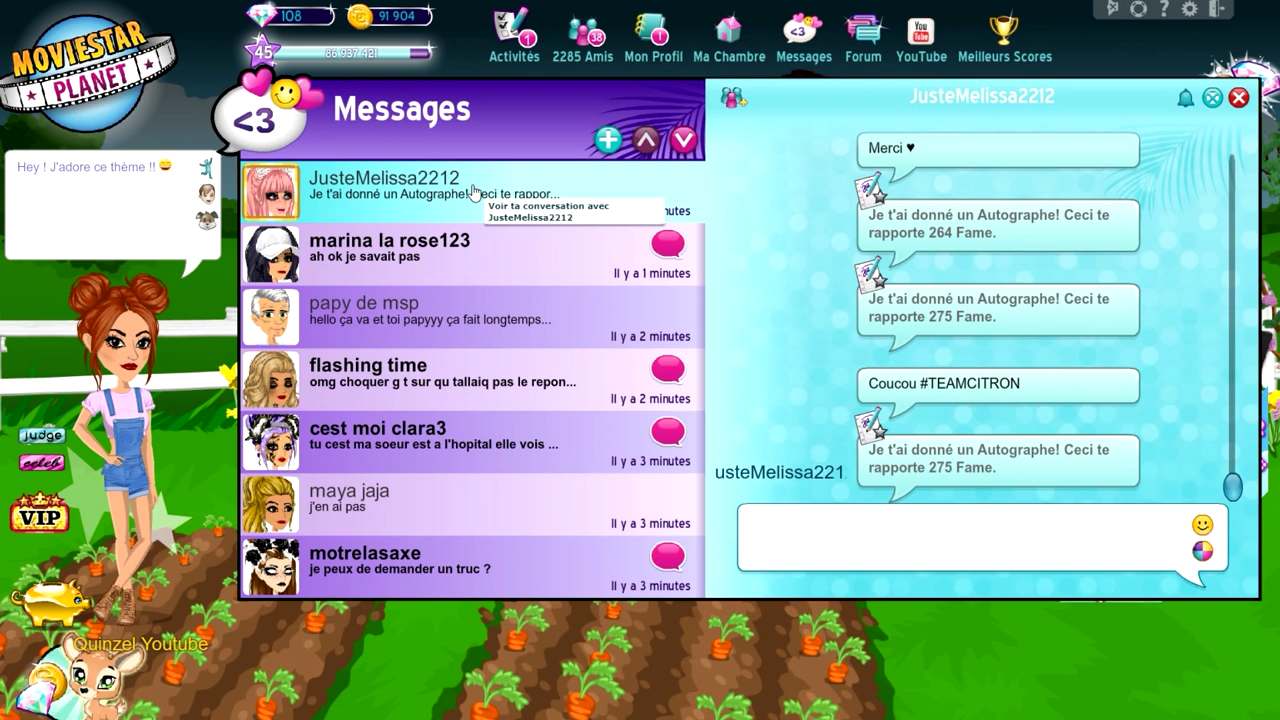 MOVIESTAR
PLANET
108
91 904
45
86 937 421
1
Activités
38
2285 Amis
!
Mon Profil
Ma Chambre
<3
Messages
Forum
You
Tube
YouTube
Meilleurs Scores
?
Hey ! J'adore ce thème !!
judge
celeb
VIP
Quinzel Youtube
<3
Messages
JusteMelissa2212
Je t'ai donné un Autographe! Ceci te rappor...
Voir ta conversation avec
JusteMelissa2212
nutes
marina la rose123
ah ok je savait pas
Il y a 1 minutes
papy de msp
hello ça va et toi papyyy ça fait longtemps...
Il y a 2 minutes
flashing time
omg choquer g t sur qu tallaiq pas le repon...
Il y a 2 minutes
cest moi clara3
tu cest ma soeur est a l'hopital elle vois ...
Il y a 3 minutes
maya jaja
j'en ai pas
Il y a 3 minutes
motrelasaxe
je peux de demander un truc ?
Il y a 3 minutes
JusteMelissa2212
Merci ♥
Je t'ai donné un Autographe! Ceci te
rapporte 264 Fame.
Je t'ai donné un Autographe! Ceci te
rapporte 275 Fame.
Coucou #TEAMCITRON
Je t'ai donné un Autographe! Ceci te
rapporte 275 Fame.
usteMelissa221